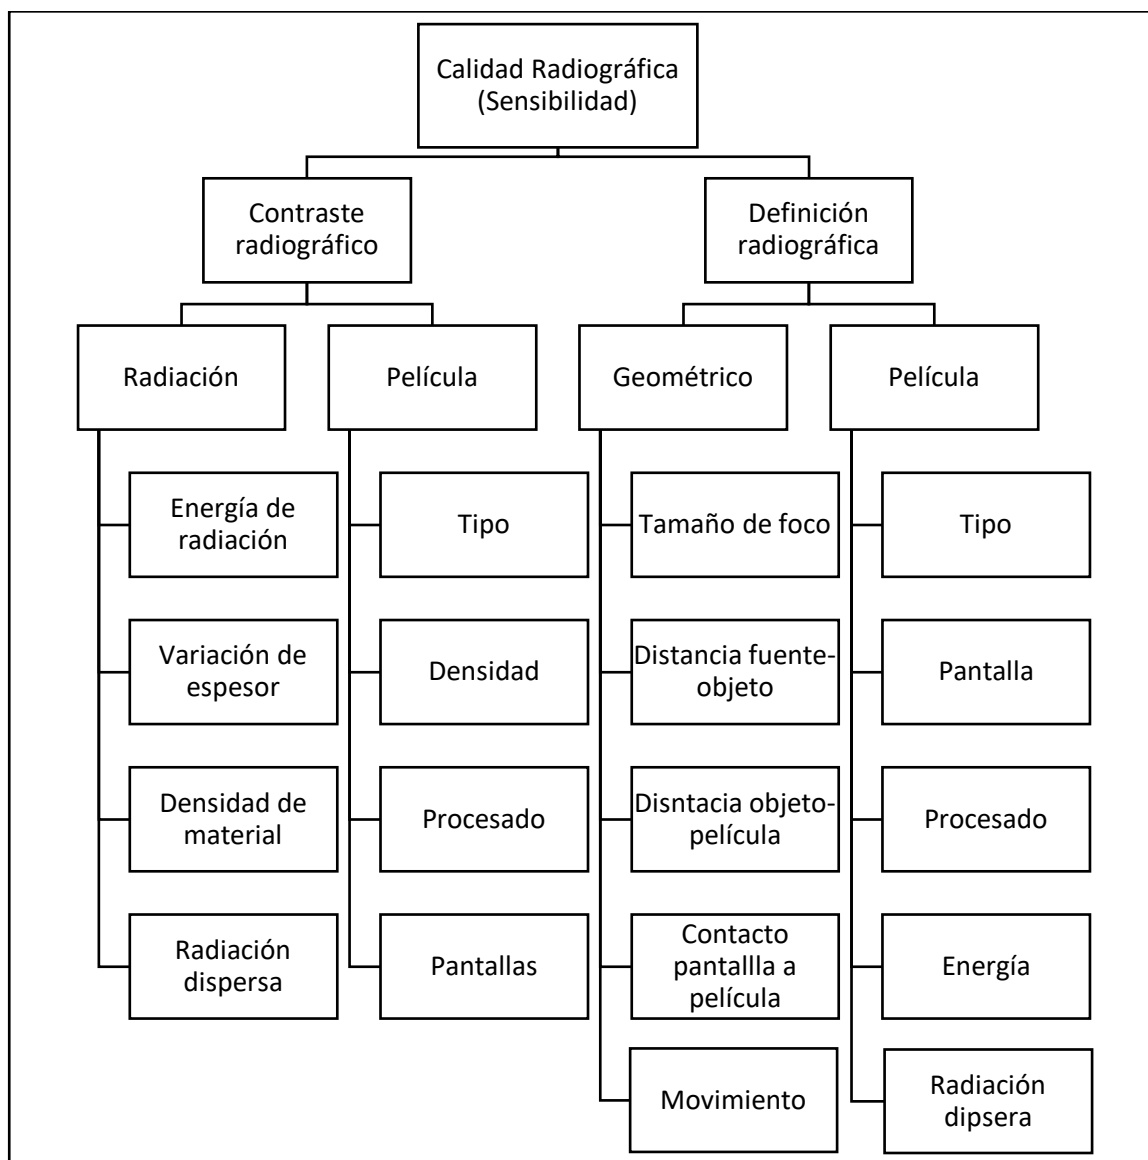 Calidad Radiográfica
(Sensibilidad)
Contraste
radiográfico
Definición
radiográfica
Radiación
Película
Geométrico
Película
Energía de
radiación
Tipo
Tamaño de foco
Tipo
Variación de
espesor
Densidad
Distancia fuente-
objeto
Pantalla
Densidad de
material
Procesado
Disntacia objeto-
película
Procesado
Radiación
dispersa
Pantallas
Contacto
pantallla a
película
Energía
Movimiento
Radiación
dipsera